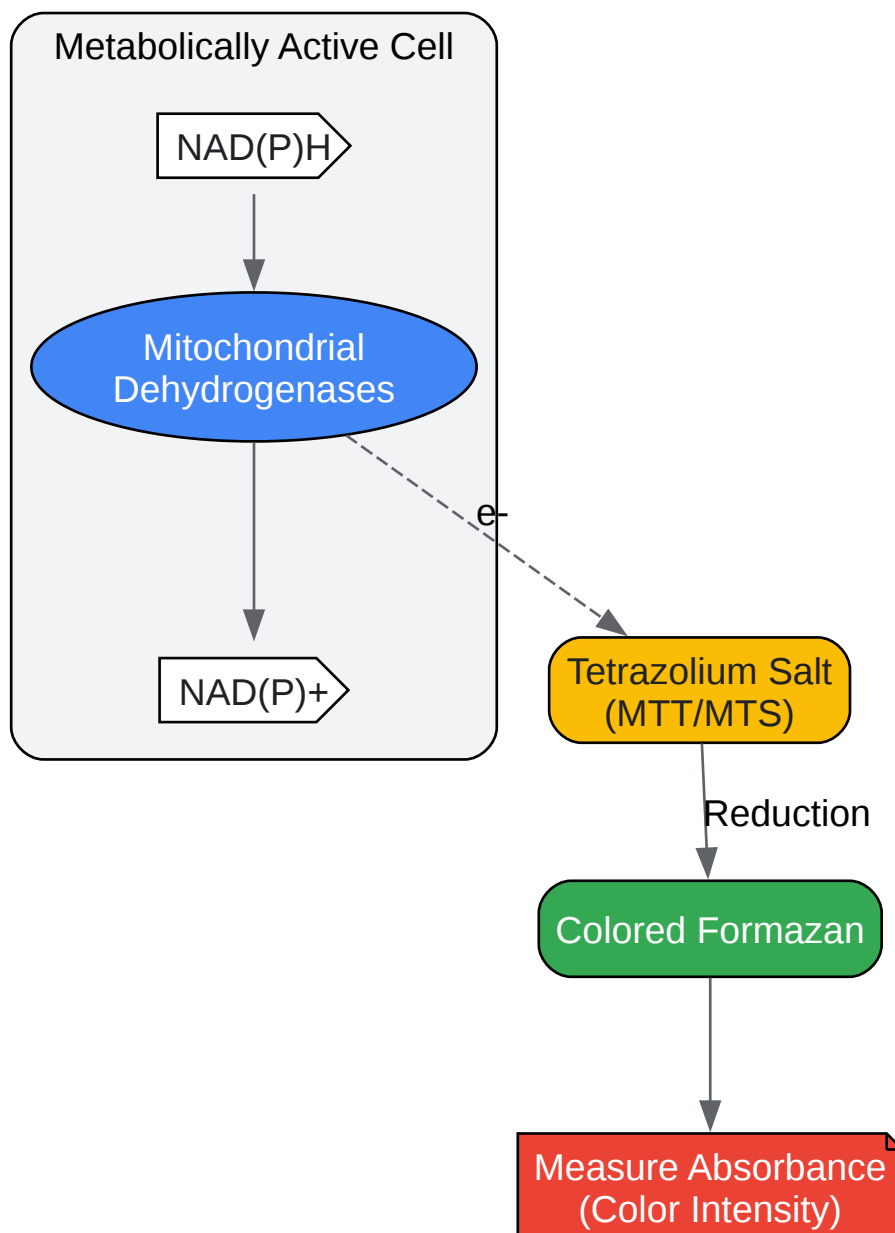 Metabolically Active Cell
NAD(P)H
Mitochondrial
Dehydrogenases
e-
NAD(P)+
Tetrazolium Salt
(MTT/MTS)
Reduction
Colored Formazan
Measure Absorbance
(Color Intensity)